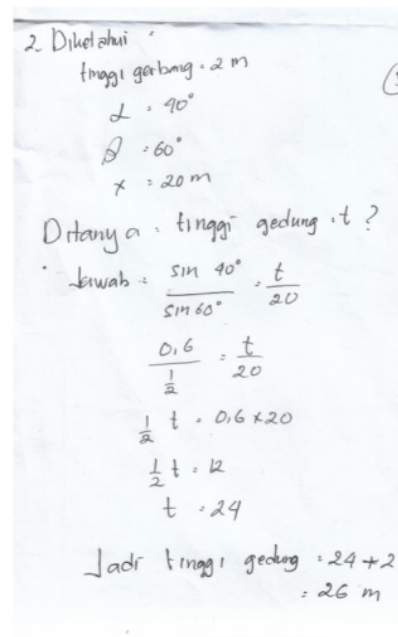 2. Diketahui :
tinggi gerbang = 2 m
α = 40°
β = 60°
x = 20 m
Ditanya : tinggi gedung : t ?
Jawab = sin 40° / sin 60° = t / 20
0,6 / 1/2 = t / 20
1/2 t = 0,6 x 20
1/2 t = 12
t = 24
Jadi tinggi gedung = 24 + 2
= 26 m